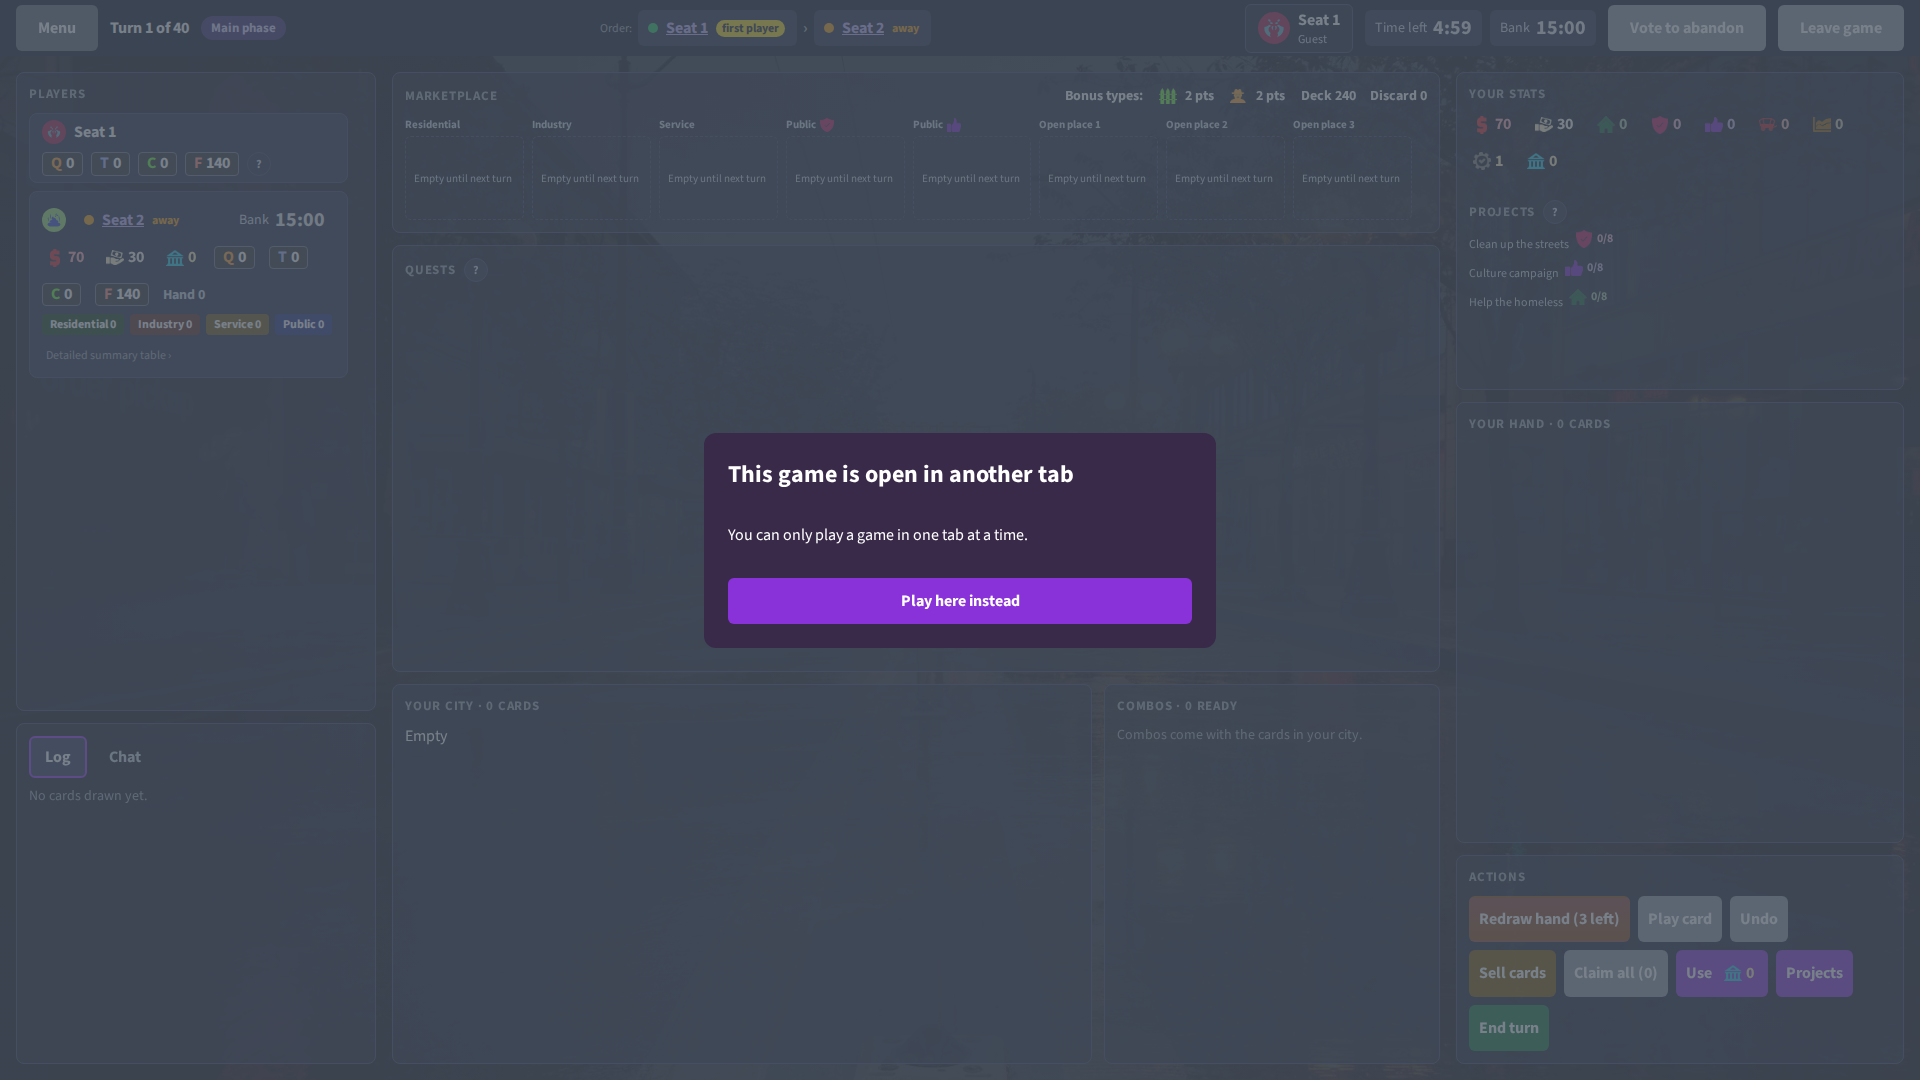 Menu
Turn 1 of 40
Main phase
Order:
Seat 1
first player
›
Seat 2
away
Seat 1
Guest
Time left 4:59
Bank 15:00
Vote to abandon
Leave game
PLAYERS
Seat 1
Q 0
T 0
C 0
F 140
?
Seat 2
away
Bank 15:00
70
30
0
Q 0
T 0
C 0
F 140
Hand 0
Residential 0
Industry 0
Service 0
Public 0
Detailed summary table ›
Log
Chat
No cards drawn yet.
MARKETPLACE
Bonus types:
2 pts
2 pts
Deck 240
Discard 0
Residential
Industry
Service
Public
Public
Open place 1
Open place 2
Open place 3
Empty until next turn
Empty until next turn
Empty until next turn
Empty until next turn
Empty until next turn
Empty until next turn
Empty until next turn
Empty until next turn
QUESTS
?
This game is open in another tab
You can only play a game in one tab at a time.
Play here instead
YOUR CITY · 0 CARDS
Empty
COMBOS · 0 READY
Combos come with the cards in your city.
YOUR STATS
70
30
0
0
0
0
0
1
0
PROJECTS
?
Clean up the streets
0/8
Culture campaign
0/8
Help the homeless
0/8
YOUR HAND · 0 CARDS
ACTIONS
Redraw hand (3 left)
Play card
Undo
Sell cards
Claim all (0)
Use 0
Projects
End turn